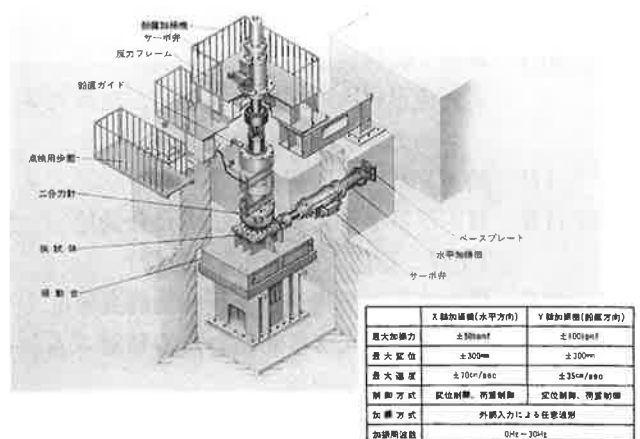 鉛直加振機
サーボ弁
反力フレーム
鉛直ガイド
点検用歩廊
二分力計
供試体
振動台
ベースプレート
水平加振機
サーボ弁
X軸加振機(水平方向) Y軸加振機(鉛直方向)
最大加振力
最大変位 ±300mm ±300mm
最大速度 /sec ±35cm/sec
制御方式 変位制御、荷重制御 変位制御、荷重制御
加振方式 外部入力による任意波形
加振周波数 0Hz～30Hz